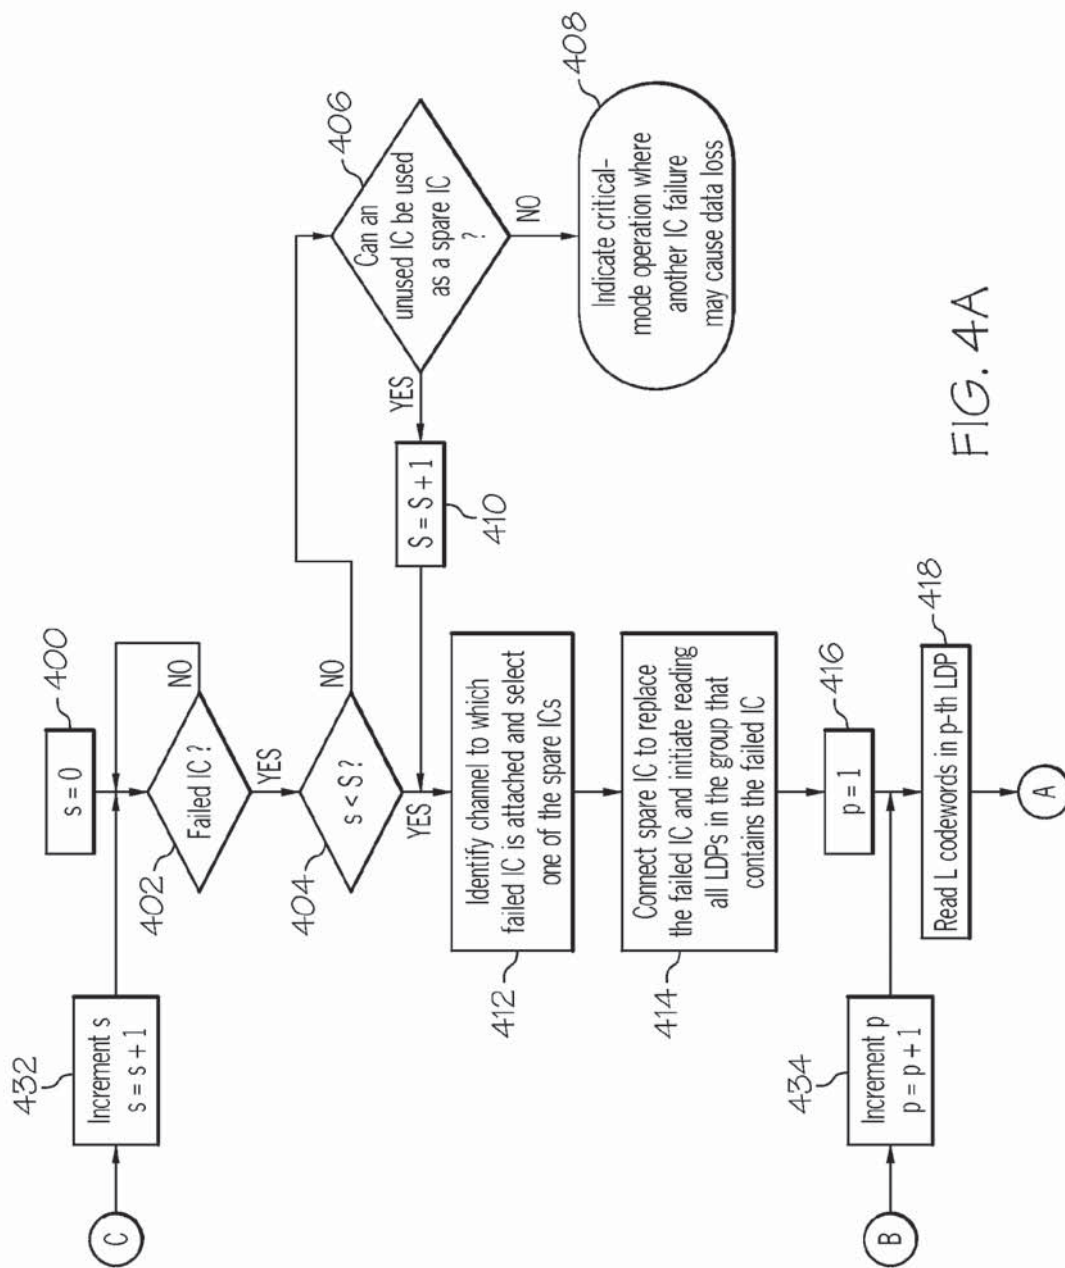 s = 0
400
C
Increment s
s = s + 1
432
Failed IC ?
402
NO
YES
s < S ?
404
NO
YES
Can an
unused IC be used
as a spare IC
?
406
YES
NO
S = S + 1
410
Indicate critical-
mode operation where
another IC failure
may cause data loss
408
Identify channel to which
failed IC is attached and select
one of the spare ICs
412
Connect spare IC to replace
the failed IC and initiate reading
all LDPs in the group that
contains the failed IC
414
p = 1
416
B
Increment p
p = p + 1
434
Read L codewords in p-th LDP
418
A
FIG. 4A